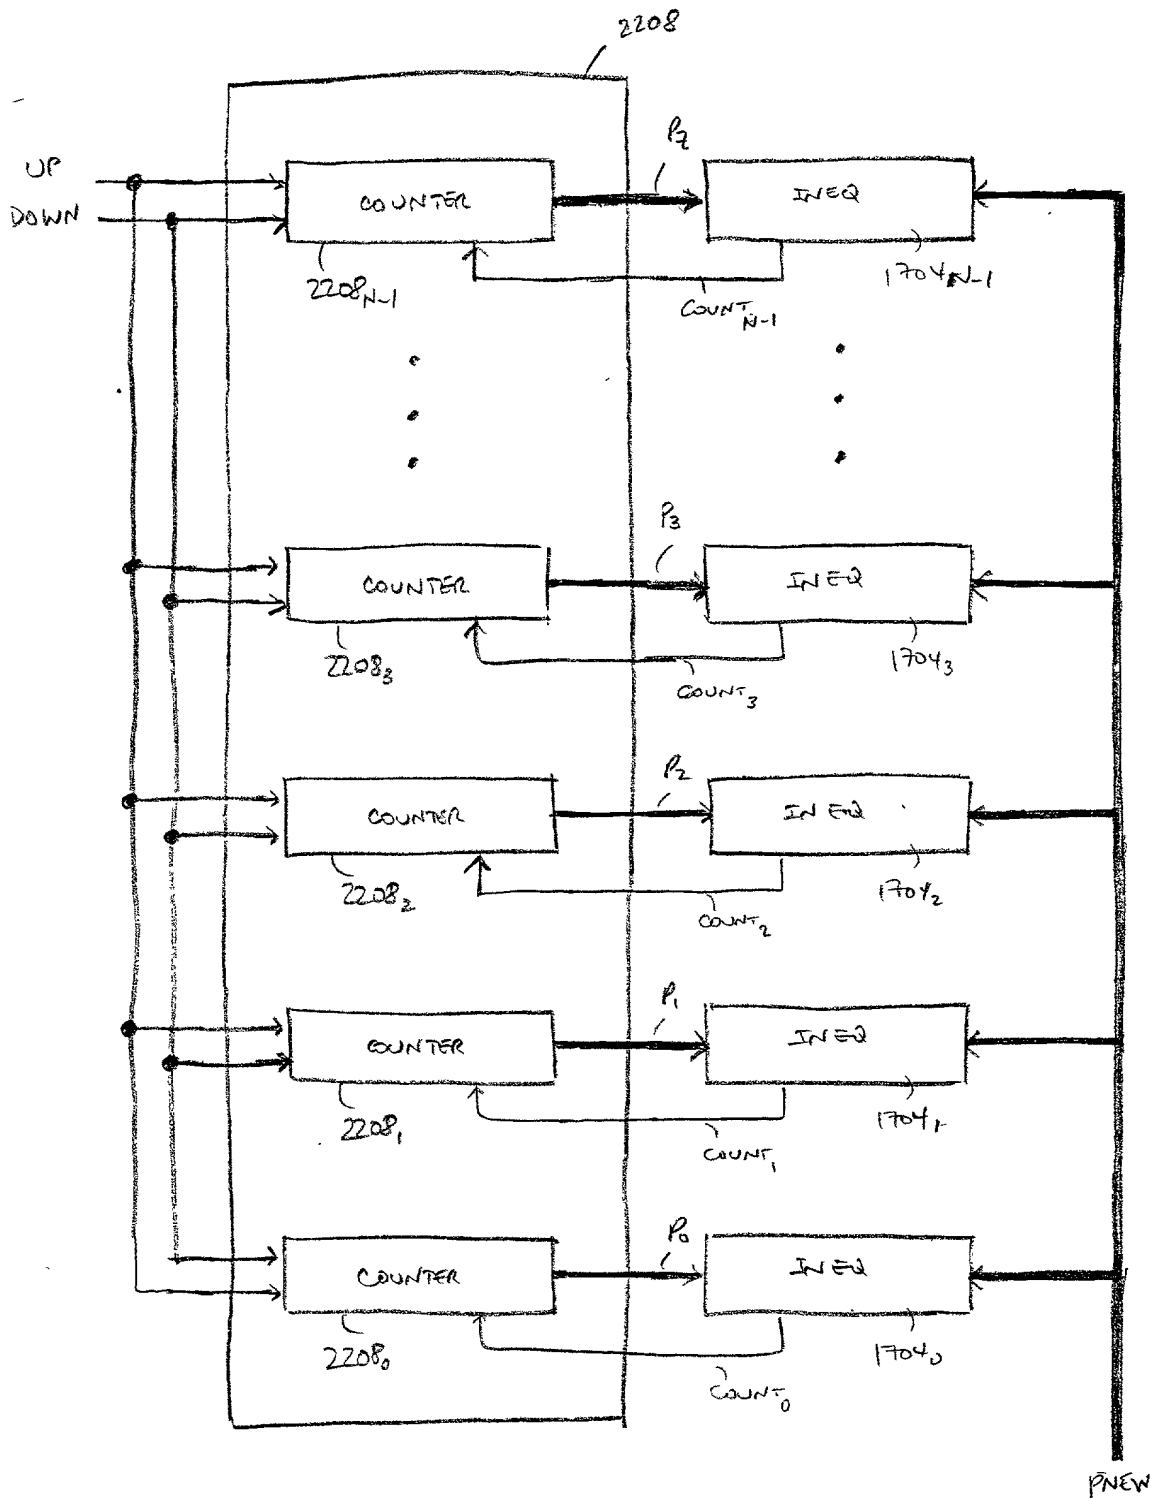 2208
P7
UP
COUNTER
INEQ
DOWN
2208N-1
1704N-1
COUNTN-1
P3
COUNTER
INEQ
22083
17043
COUNT3
P2
COUNTER
INEQ
22082
17042
COUNT2
P1
COUNTER
INEQ
22081
17041
COUNT1
P0
COUNTER
INEQ
22080
17040
COUNT0
PNEW